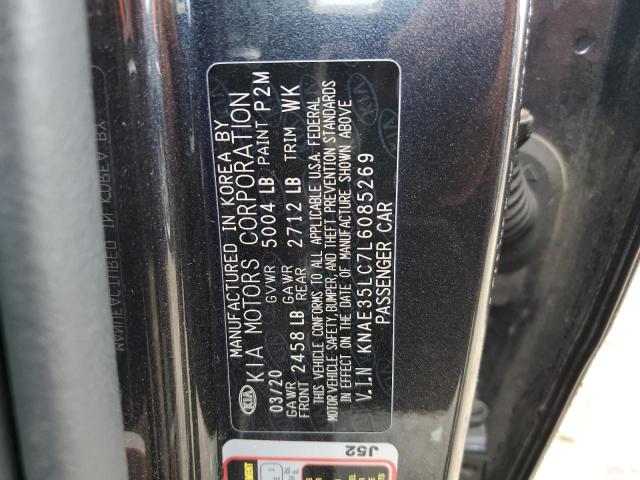 MANUFACTURED IN KOREA BY
KIA MOTORS CORPORATION
03/20 GVWR 5004 LB PAINT P2M
GAWR FRONT 2458 LB GAWR REAR 2712 LB TRIM WK
THIS VEHICLE CONFORMS TO ALL APPLICABLE U.S.A. FEDERAL
MOTOR VEHICLE SAFETY, BUMPER, AND THEFT PREVENTION STANDARDS
IN EFFECT ON THE DATE OF MANUFACTURE SHOWN ABOVE
V.I.N KNAE35LC7L6085269
PASSENGER CAR
KIA
J52